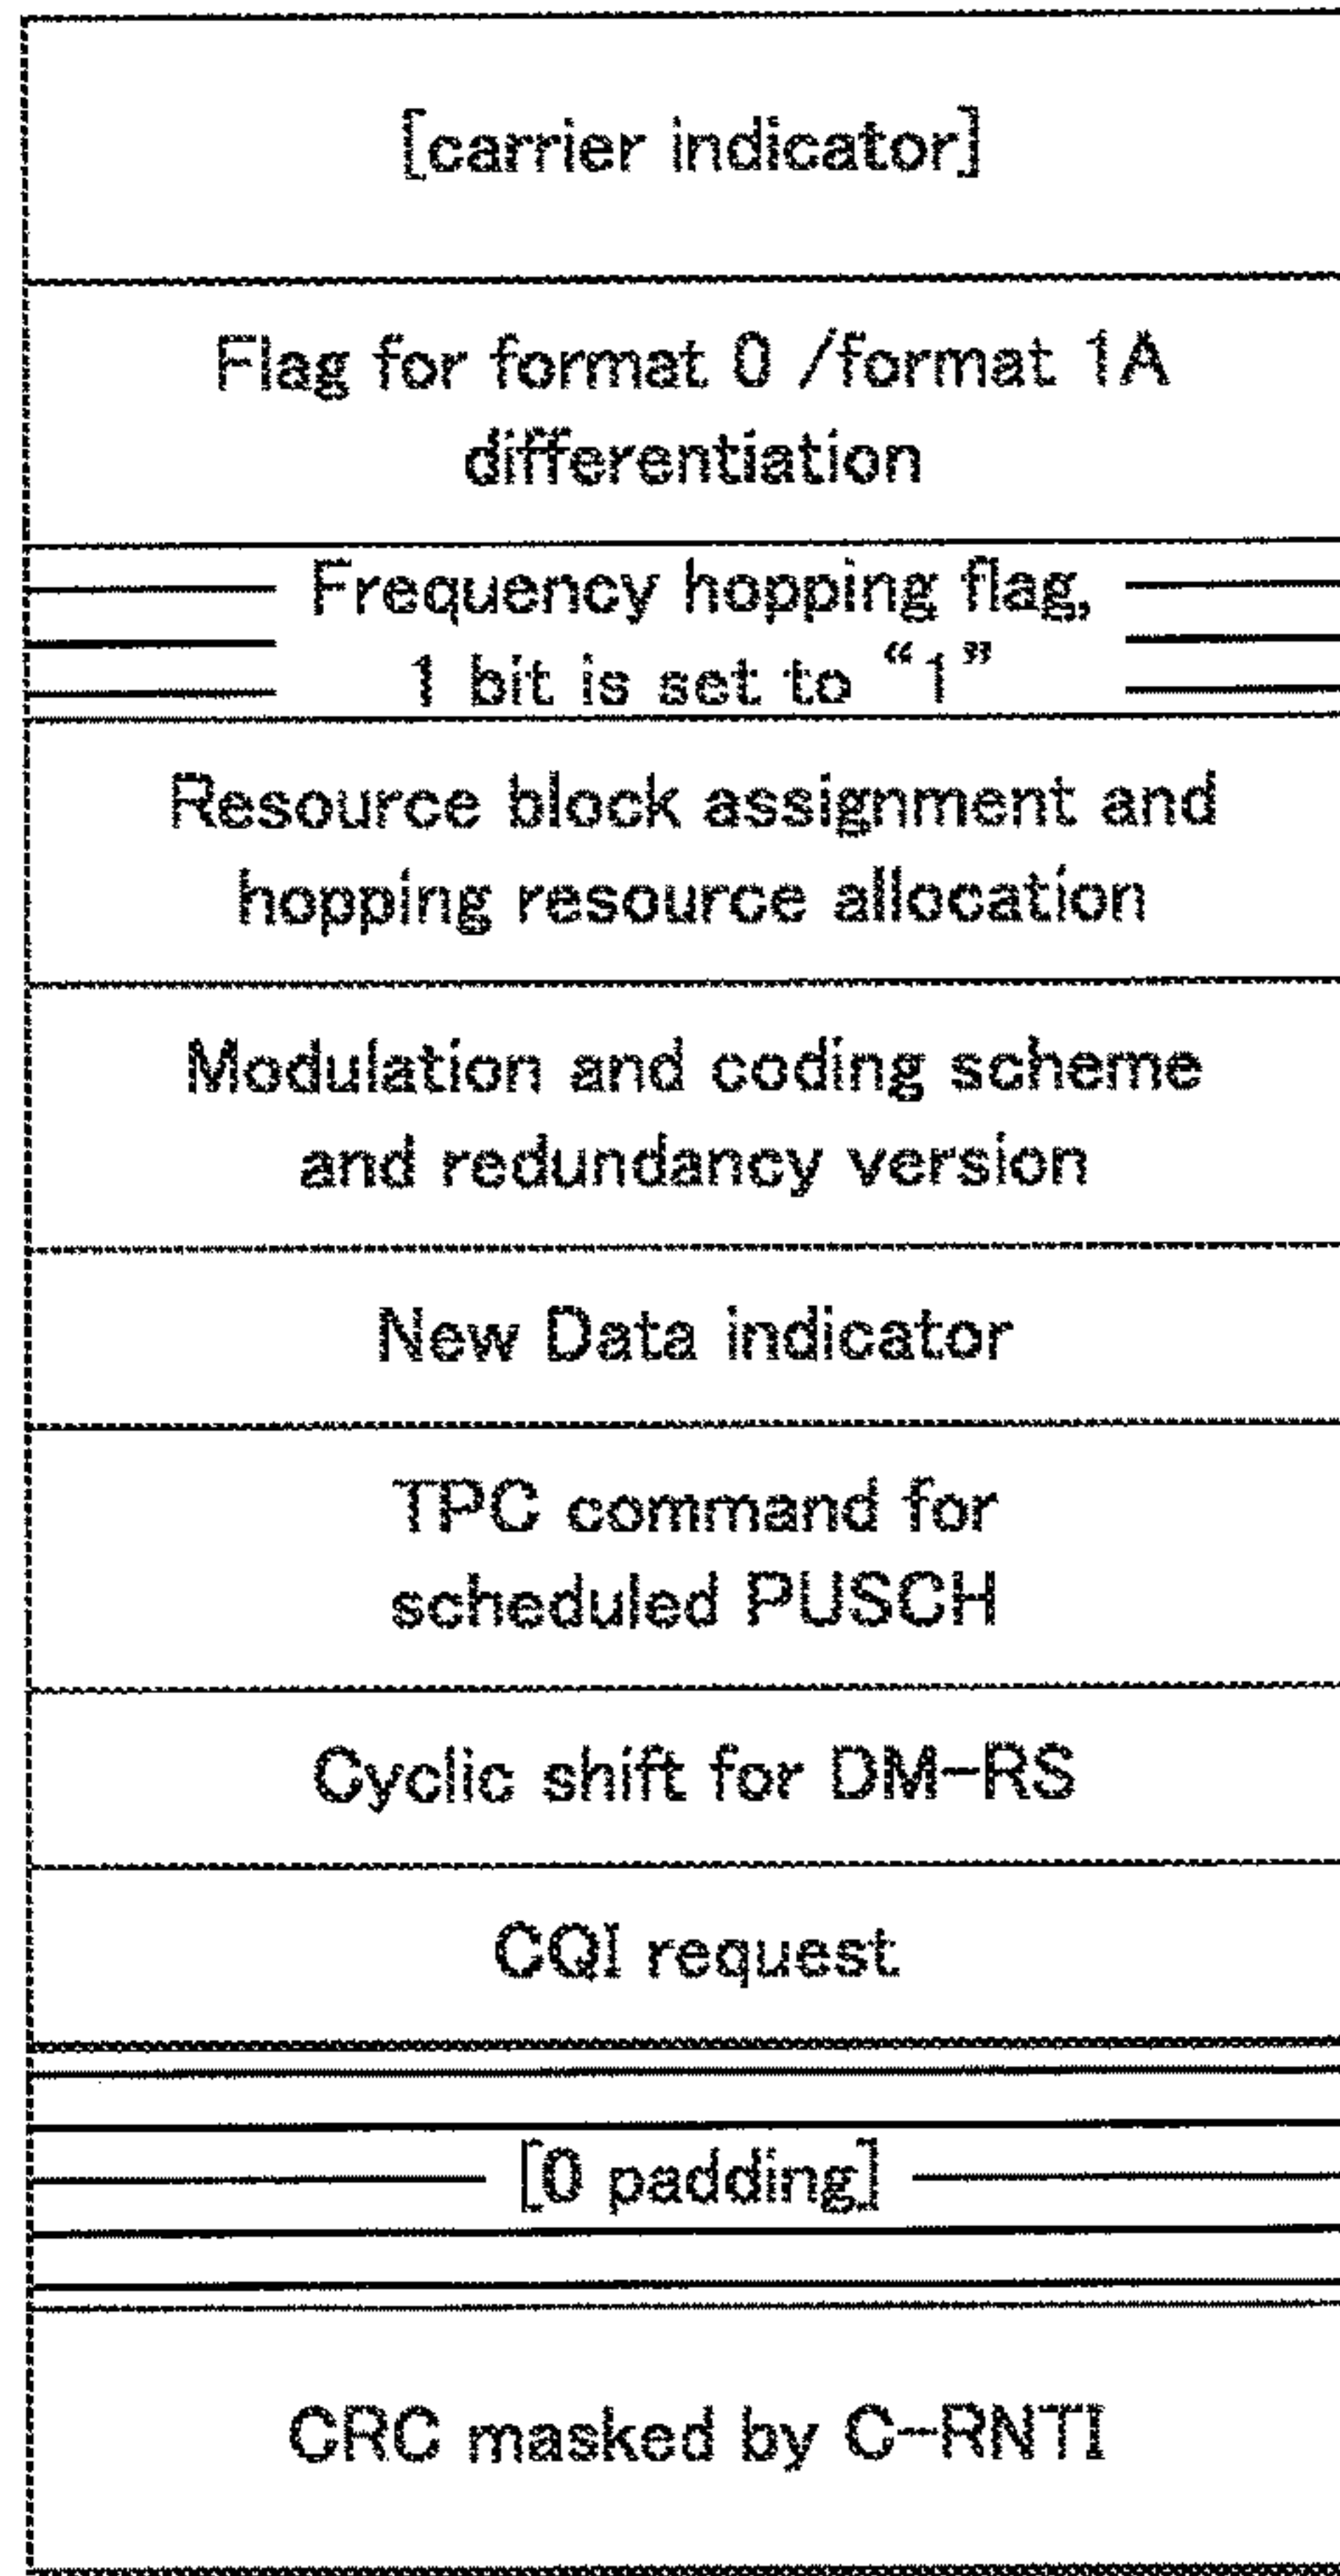 [carrier indicator]
Flag for format 0 /format 1A
differentiation
Frequency hopping flag,
1 bit is set to “1”
Resource block assignment and
hopping resource allocation
Modulation and coding scheme
and redundancy version
New Data indicator
TPC command for
scheduled PUSCH
Cyclic shift for DM-RS
CQI request
[0 padding]
CRC masked by C-RNTI